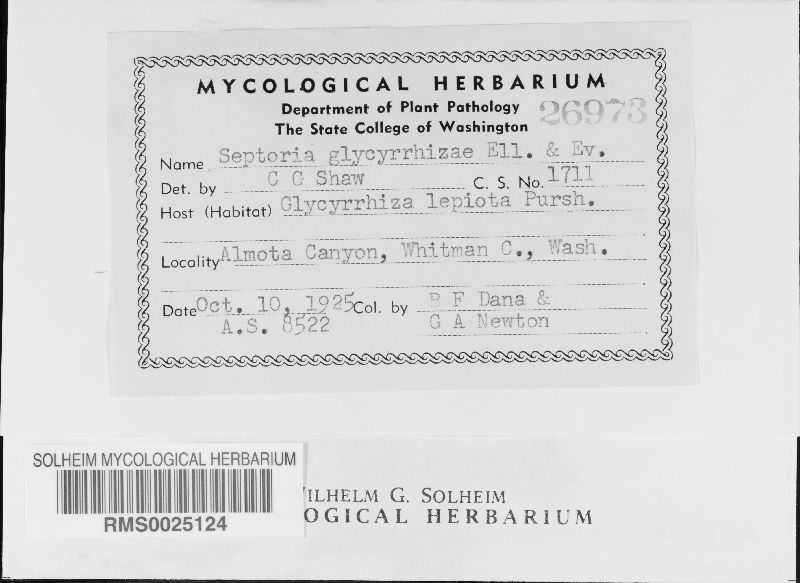 MYCOLOGICAL HERBARIUM
Department of Plant Pathology
26973
The State College of Washington
Name Septoria glycyrrhizae Ell. & Ev.
Det. by C G Shaw C. S. No. 1711
Host (Habitat) Glycyrrhiza lepiota Pursh.
Locality Almota Canyon, Whitman C., Wash.
Date Oct. 10, 1925 Col. by B F Dana &
A.S. 8522 G A Newton
SOLHEIM MYCOLOGICAL HERBARIUM
RMS0025124
ILHELM G. SOLHEIM
OGICAL HERBARIUM